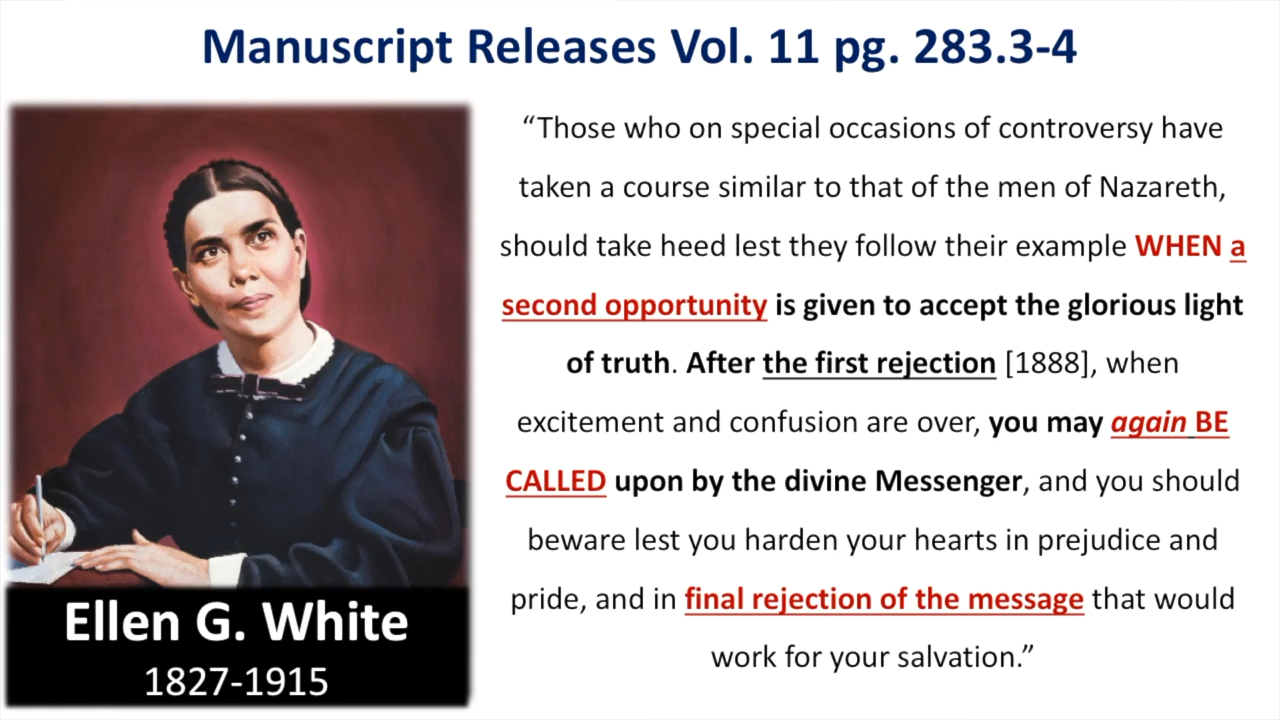 Manuscript Releases Vol. 11 pg. 283.3-4
“Those who on special occasions of controversy have
taken a course similar to that of the men of Nazareth,
should take heed lest they follow their example WHEN a
second opportunity is given to accept the glorious light
of truth. After the first rejection [1888], when
excitement and confusion are over, you may again BE
CALLED upon by the divine Messenger, and you should
beware lest you harden your hearts in prejudice and
pride, and in final rejection of the message that would
work for your salvation.”
Ellen G. White
1827-1915